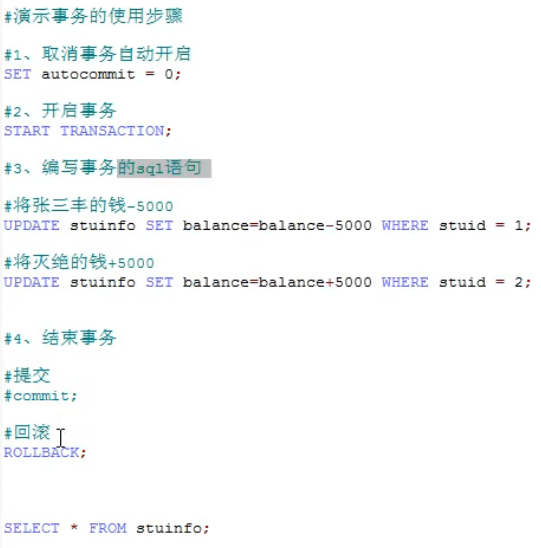 #演示事务的使用步骤
#1、取消事务自动开启
SET autocommit = 0;
#2、开启事务
START TRANSACTION;
#3、编写事务的sql语句
#将张三丰的钱-5000
UPDATE stuinfo SET balance=balance-5000 WHERE stuid = 1;
#将灭绝的钱+5000
UPDATE stuinfo SET balance=balance+5000 WHERE stuid = 2;
#4、结束事务
#提交
#commit;
#回滚
ROLLBACK;
SELECT * FROM stuinfo;